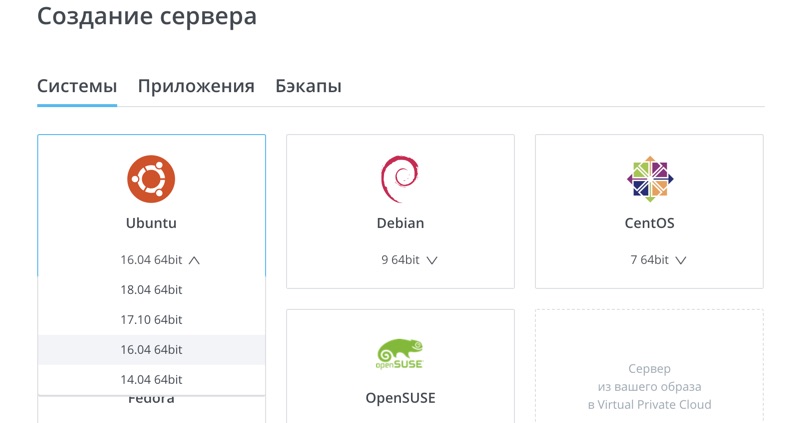 Создание сервера
Системы Приложения Бэкапы
Ubuntu
16.04 64bit
18.04 64bit
17.10 64bit
16.04 64bit
14.04 64bit
Debian
9 64bit
CentOS
7 64bit
Fedora
openSUSE
OpenSUSE
Сервер
из вашего образа
в Virtual Private Cloud